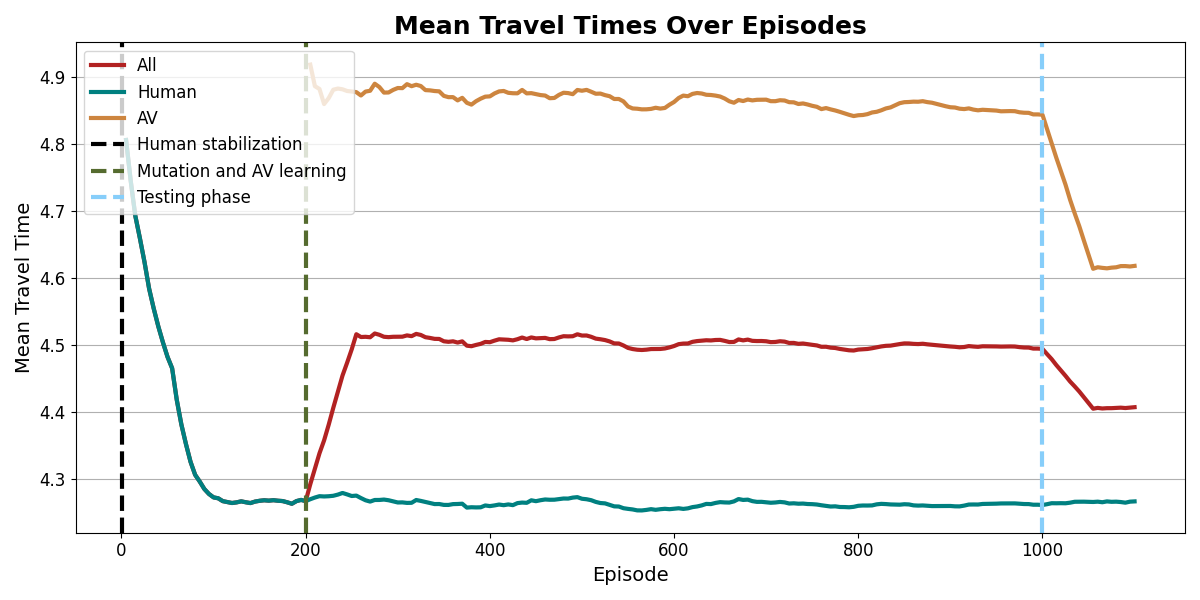 Mean Travel Times Over Episodes
Mean Travel Time
4.9
4.8
4.7
4.6
4.5
4.4
4.3
All
Human
AV
Human stabilization
Mutation and AV learning
Testing phase
0 200 400 600 800 1000
Episode